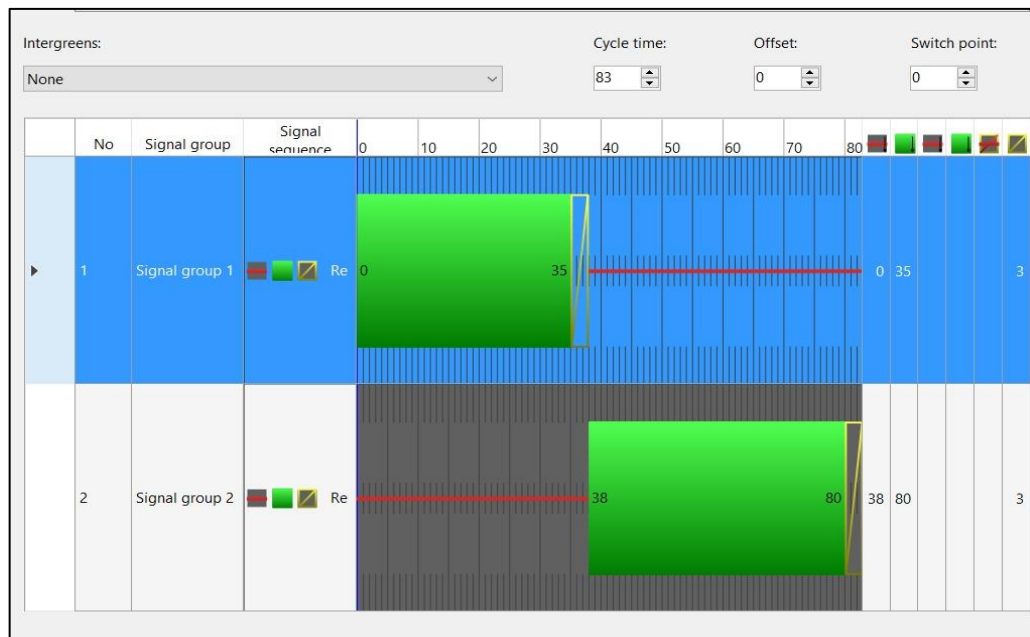 Intergreens:
Cycle time:
Offset:
Switch point:
None
83
0
0
No
Signal group
Signal
sequence
0 10 20 30 40 50 60 70 80
1 Signal group 1 Re 0 35 0 35 3
2 Signal group 2 Re 38 80 38 80 3